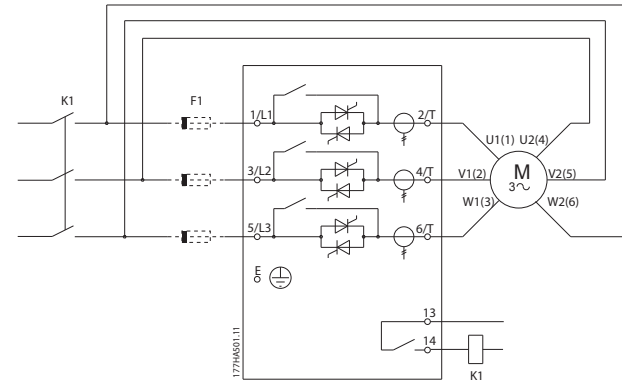 K1
F1
1/L1
2/T
U1(1) U2(4)
3/L2
4/T
V1(2)
M
3~
V2(5)
W1(3)
W2(6)
5/L3
6/T
E
177HA501.11
13
14
K1